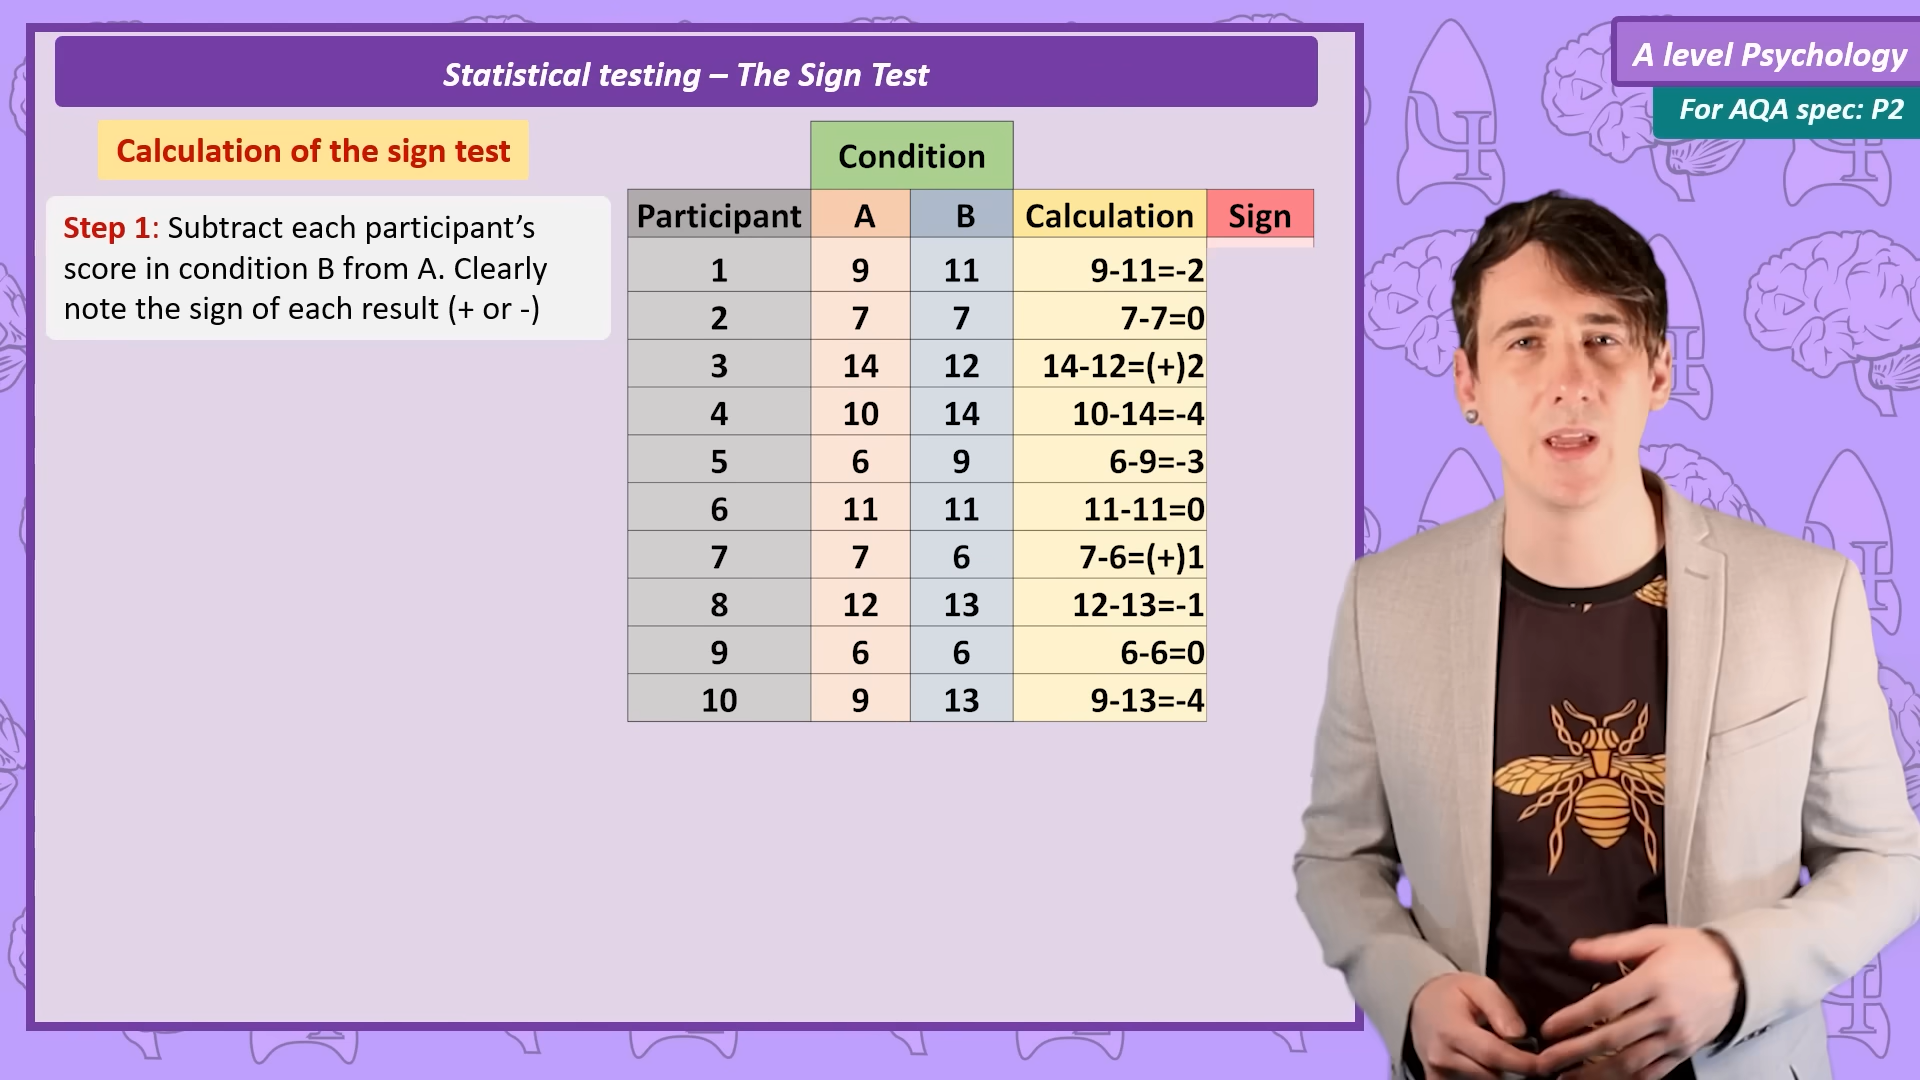 Statistical testing – The Sign Test
A level Psychology
For AQA spec: P2
Calculation of the sign test
Step 1: Subtract each participant’s
score in condition B from A. Clearly
note the sign of each result (+ or -)
Condition
Participant A B Calculation Sign
1 9 11 9-11=-2
2 7 7 7-7=0
3 14 12 14-12=(+)2
4 10 14 10-14=-4
5 6 9 6-9=-3
6 11 11 11-11=0
7 7 6 7-6=(+)1
8 12 13 12-13=-1
9 6 6 6-6=0
10 9 13 9-13=-4